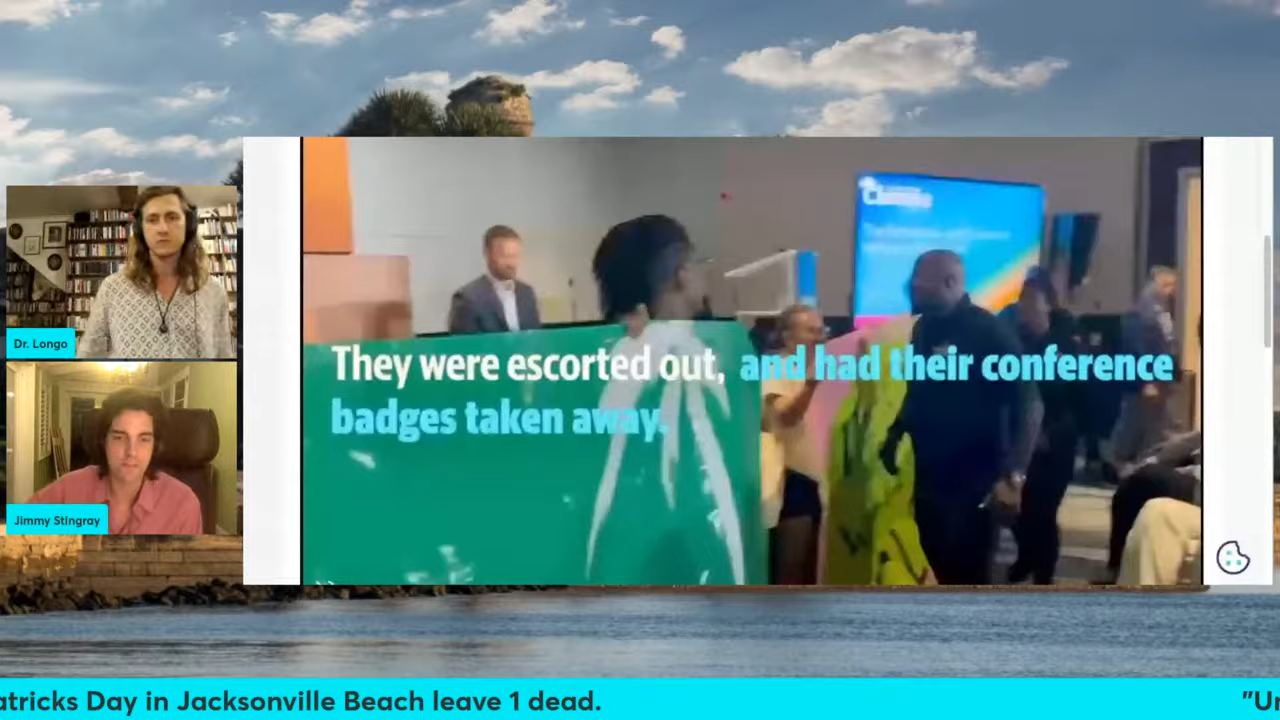 They were escorted out, and had their conference
badges taken away.
Dr. Longo
Jimmy Stingray
atricks Day in Jacksonville Beach leave 1 dead.
"Un